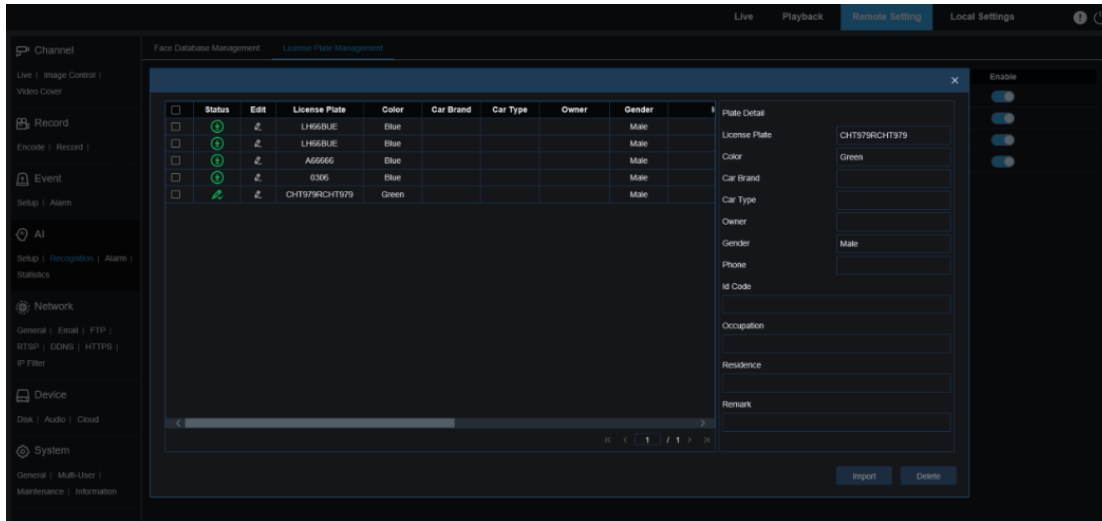 Live Playback Remote Setting Local Settings
Channel
Live | Image Control |
Video Cover
Record
Encode | Record |
Event
Setup | Alarm
AI
Setup | Recognition | Alarm |
Statistics
Network
General | Email | FTP |
RTSP | DDNS | HTTPS |
IP Filter
Device
Disk | Audio | Cloud
System
General | Multi-User |
Maintenance | Information
Face Database Management License Plate Management
Enable
Status Edit License Plate Color Car Brand Car Type Owner Gender
LH66BUE Blue Male
LH66BUE Blue Male
A66666 Blue Male
0306 Blue Male
CHT979RCHT979 Green Male
1 / 1
Plate Detail
License Plate CHT979RCHT979
Color Green
Car Brand
Car Type
Owner
Gender Male
Phone
Id Code
Occupation
Residence
Remark
Import Delete